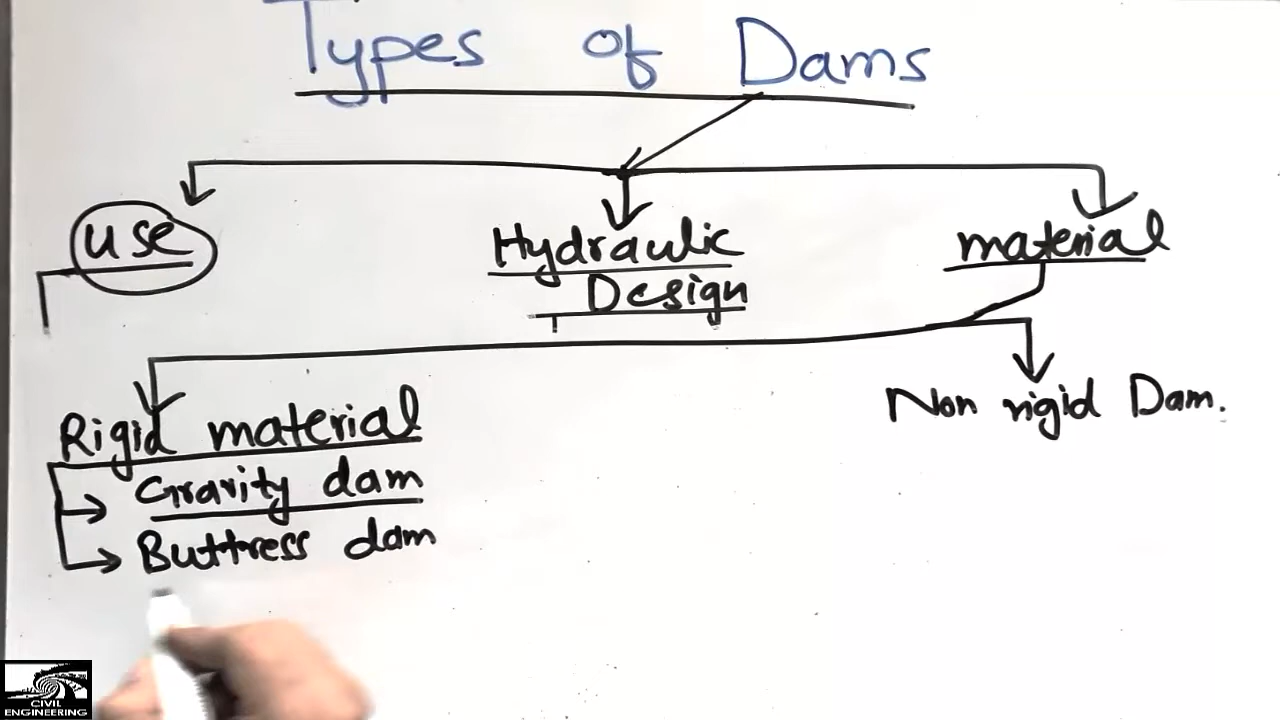 Types of Dams
use
Hydraulic
Design
material
Rigid material
Non rigid Dam.
Gravity dam
Buttress dam
CIVIL
ENGINEERING